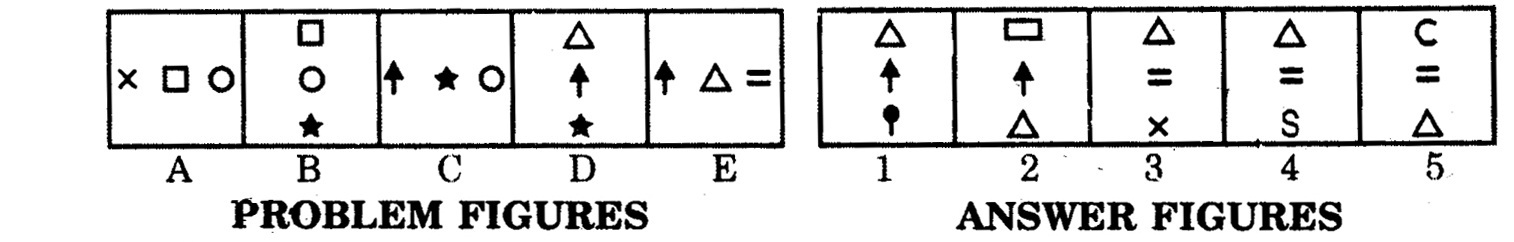 C
S
A B C D E 1 2 3 4 5
PROBLEM FIGURES ANSWER FIGURES